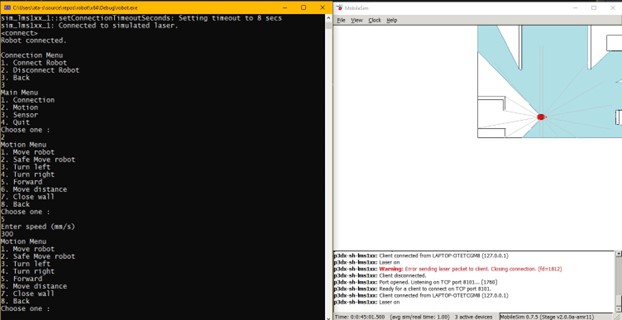 C:\Users\ate s\source\repos\robot\x64\Debug\robot.exe
sim_lms1xx_1::setConnectionTimeoutSeconds: Setting timeout to 8 secs
sim_lms1xx_1: Connected to simulated laser.
<connect>
Robot connected.
Connection Menu
1. Connect Robot
2. Disconnect Robot
3. Back
3
Main Menu
1. Connection
2. Motion
3. Sensor
4. Quit
Choose one :
2
Motion Menu
1. Move robot
2. Safe Move robot
3. Turn left
4. Turn right
5. Forward
6. Move distance
7. Close wall
8. Back
Choose one :
5
Enter speed (mm/s)
300
Motion Menu
1. Move robot
2. Safe Move robot
3. Turn left
4. Turn right
5. Forward
6. Move distance
7. Close wall
8. Back
Choose one :
MobileSim
File View Clock Help
p3dx-sh-lms1xx: Client connected from LAPTOP-OTETCGMB (127.0.0.1)
p3dx-sh-lms1xx: Laser on
p3dx-sh-lms1xx: Warning: Error sending laser packet to client. Closing connection. (fd=1812)
p3dx-sh-lms1xx: Client disconnected.
p3dx-sh-lms1xx: Port opened. Listening on TCP port 8101... [1760]
p3dx-sh-lms1xx: Ready for a client to connect on TCP port 8101.
p3dx-sh-lms1xx: Client connected from LAPTOP-OTETCGMB (127.0.0.1)
p3dx-sh-lms1xx: Laser on
Time: 0:0:45:01.500 (avg sim/real time: 1.00) 3 active devices MobileSim 0.7.5 (Stage v2.0.0a-amr11)